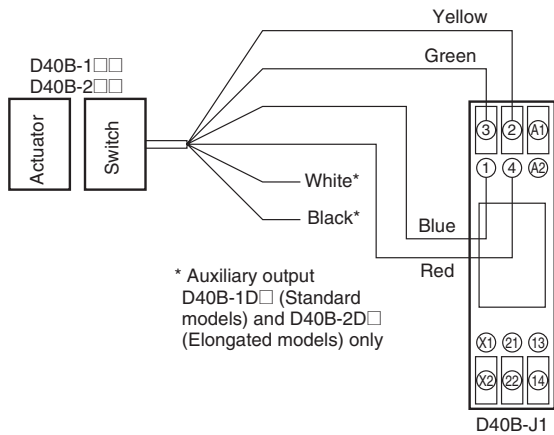 Yellow
Green
D40B-1□□
D40B-2□□
Actuator
Switch
3 2 A1
1 4 A2
White*
Black*
Blue
Red
* Auxiliary output
D40B-1D□ (Standard
models) and D40B-2D□
(Elongated models) only
X1 21 13
X2 22 14
D40B-J1